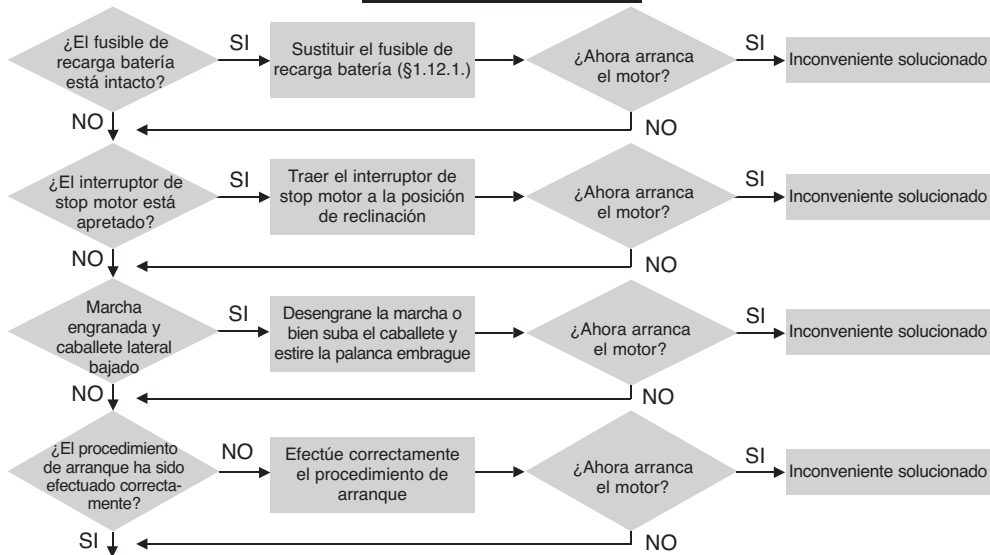 ¿El fusible de
recarga batería
está intacto?
SI
Sustituir el fusible de
recarga batería (§1.12.1.)
¿Ahora arranca
el motor?
SI
Inconveniente solucionado
NO
NO
¿El interruptor de
stop motor está
apretado?
SI
Traer el interruptor de
stop motor a la posición
de reclinación
¿Ahora arranca
el motor?
SI
Inconveniente solucionado
NO
NO
Marcha
engranada y
caballete lateral
bajado
SI
Desengrane la marcha o
bien suba el caballete y
estire la palanca embrague
¿Ahora arranca
el motor?
SI
Inconveniente solucionado
NO
NO
¿El procedimiento
de arranque ha sido
efectuado correcta-
mente?
NO
Efectúe correctamente
el procedimiento de
arranque
¿Ahora arranca
el motor?
SI
Inconveniente solucionado
SI
NO